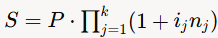 S = P · ∏_{j=1}^{k}(1 + i_j n_j)